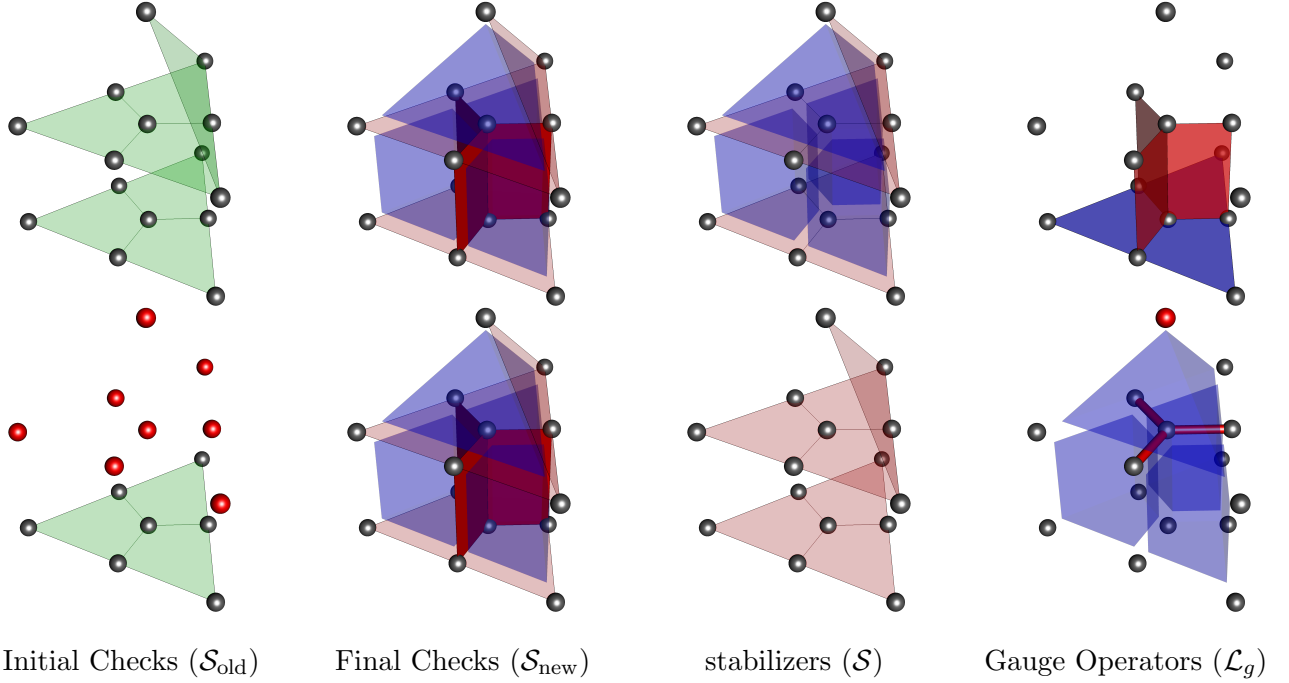 Initial Checks (𝒮old) Final Checks (𝒮new) stabilizers (𝒮) Gauge Operators (ℒg)